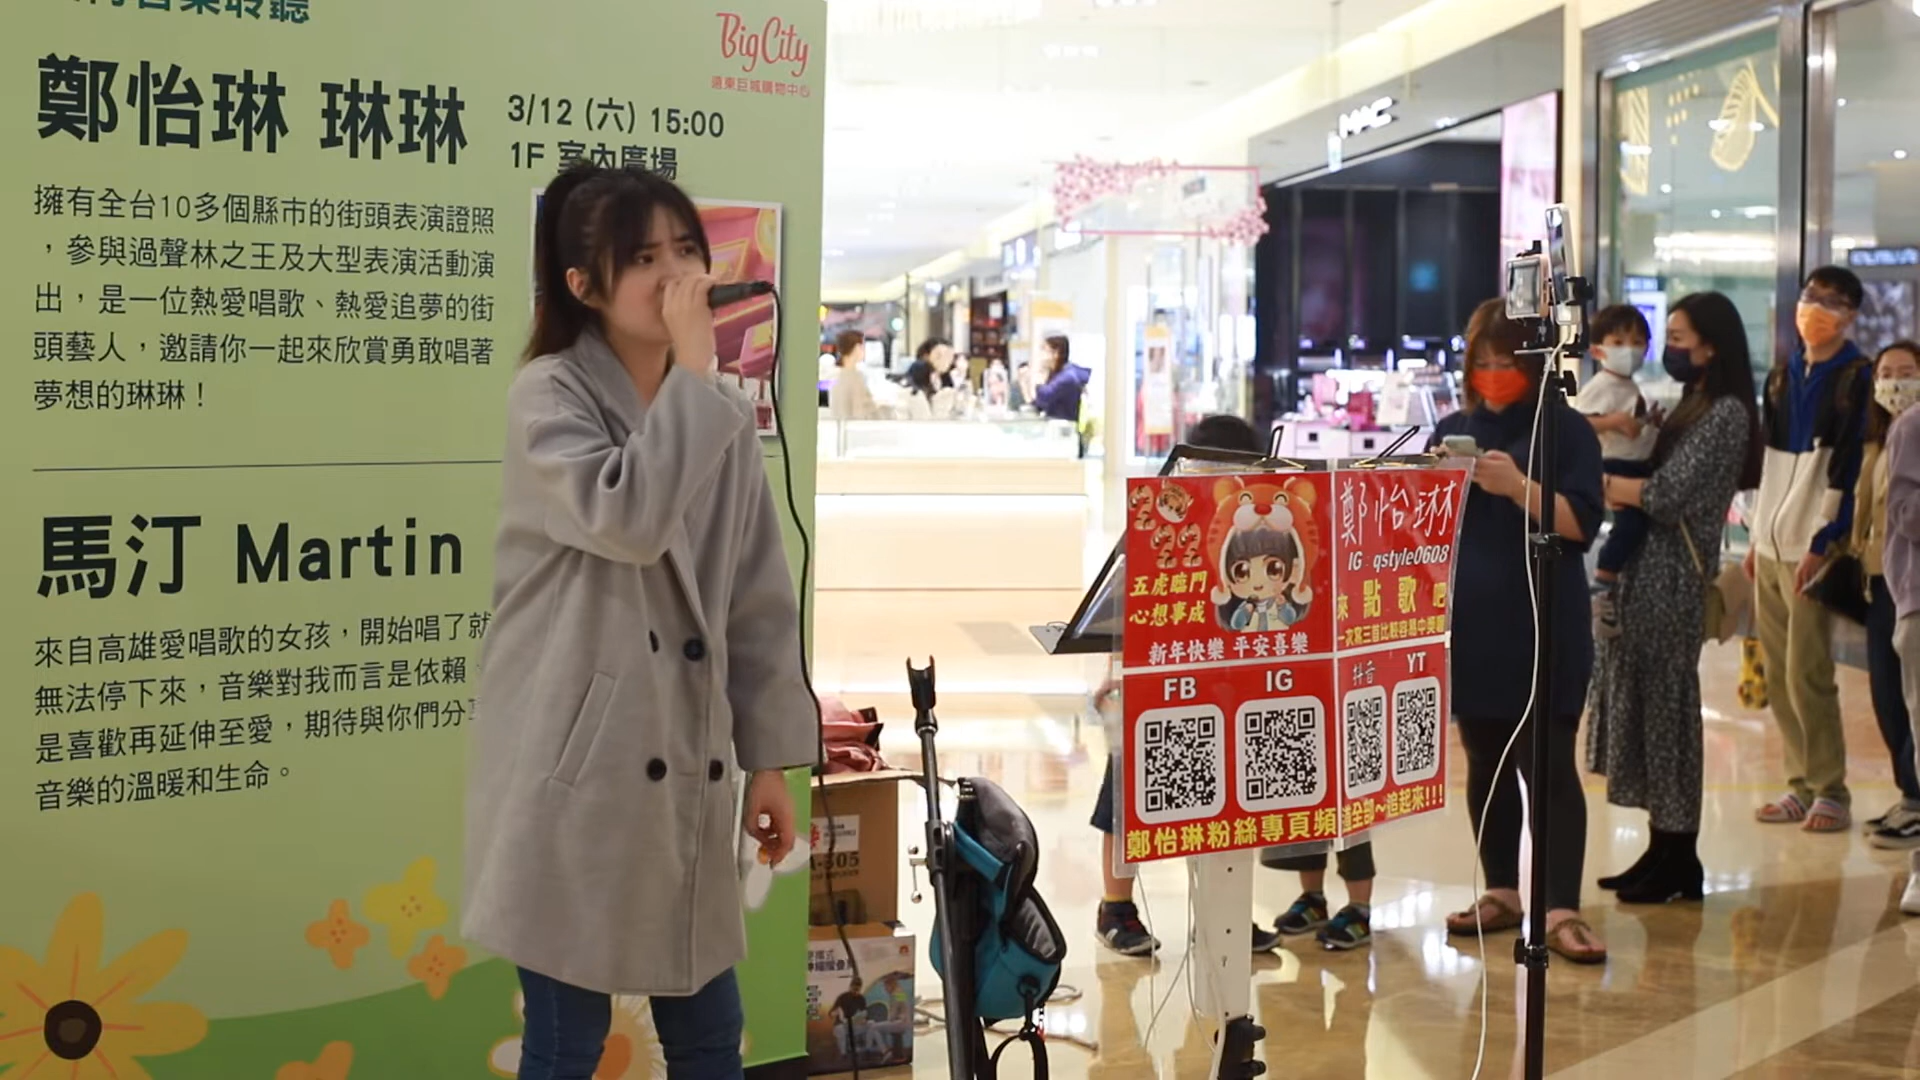 Big City
遠東巨城購物中心
鄭怡琳 琳琳
3/12 (六) 15:00
1F 室內廣場
擁有全台10多個縣市的街頭表演證照
，參與過聲林之王及大型表演活動演
出，是一位熱愛唱歌、熱愛追夢的街
頭藝人，邀請你一起來欣賞勇敢唱著
夢想的琳琳！
馬汀 Martin
來自高雄愛唱歌的女孩，開始唱了就
無法停下來，音樂對我而言是依賴
是喜歡再延伸至愛，期待與你們分享
音樂的溫暖和生命。
MAC
2022
五虎臨門
心想事成
新年快樂 平安喜樂
鄭怡琳
IG qstyle0608
來 點 歌 吧
FB
IG
抖音
YT
鄭怡琳粉絲專頁頻道全部~追起來!!!